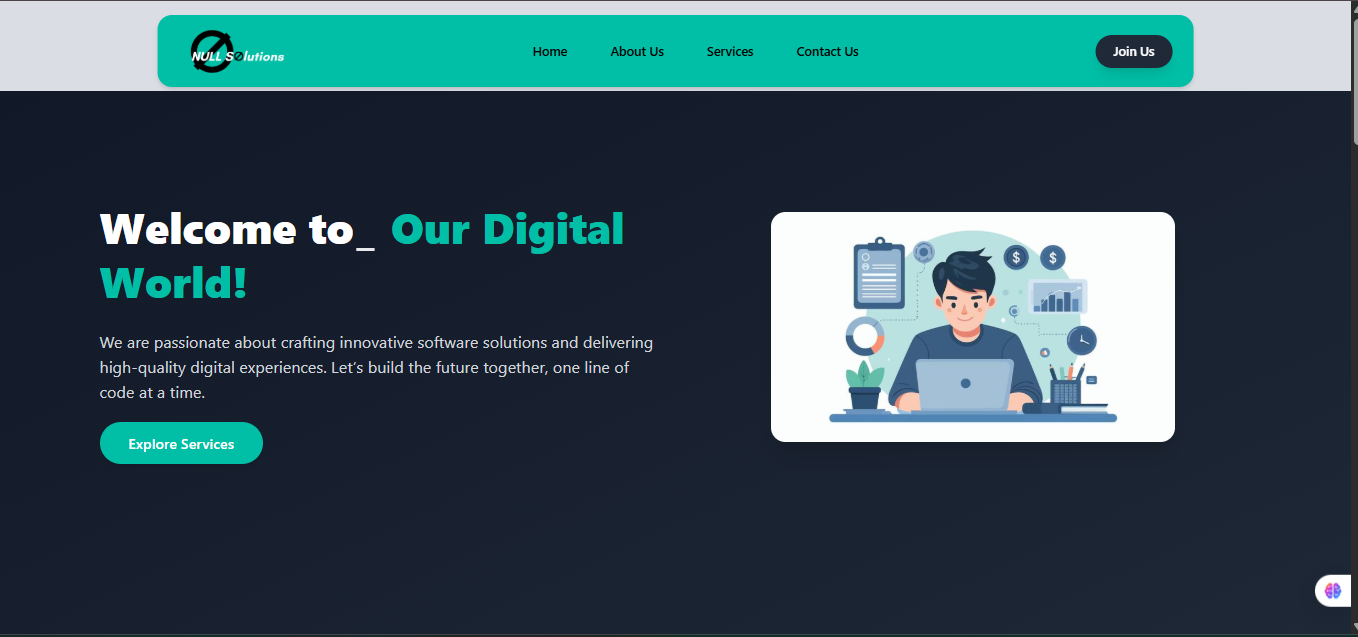 NULL S0lutions
Home
About Us
Services
Contact Us
Join Us
Welcome to_ Our Digital
World!
We are passionate about crafting innovative software solutions and delivering
high-quality digital experiences. Let’s build the future together, one line of
code at a time.
Explore Services
$
$